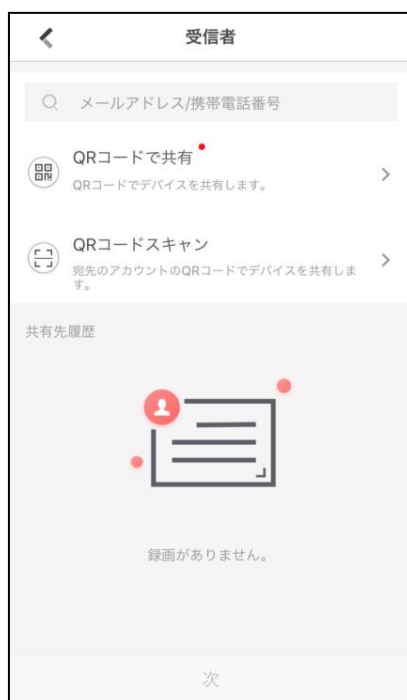 受信者
メールアドレス/携帯電話番号
QRコードで共有
QRコードでデバイスを共有します。
QRコードスキャン
宛先のアカウントのQRコードでデバイスを共有しま
す。
共有先履歴
録画がありません。
次